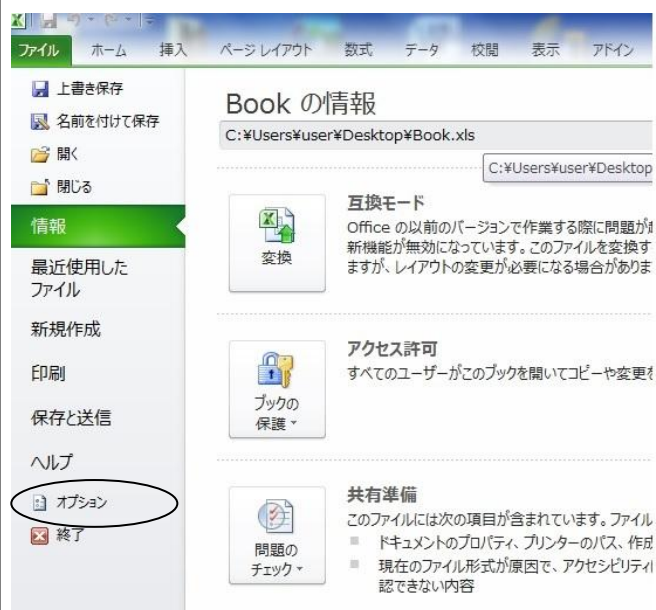 ファイル ホーム 挿入 ページ レイアウト 数式 データ 校閲 表示 アドイン
上書き保存
名前を付けて保存
開く
閉じる
情報
最近使用した
ファイル
新規作成
印刷
保存と送信
ヘルプ
オプション
終了
Book の情報
C:¥Users¥user¥Desktop¥Book.xls
C:¥Users¥user¥Desktop
変換
互換モード
Office の以前のバージョンで作業する際に問題が
新機能が無効になっています。このファイルを変換す
ますが、レイアウトの変更が必要になる場合がありま
ブックの
保護
アクセス許可
すべてのユーザーがこのブックを開いてコピーや変更を
問題の
チェック
共有準備
このファイルには次の項目が含まれています。ファイル
ドキュメントのプロパティ、プリンターのパス、作成
現在のファイル形式が原因で、アクセシビリティ
認できない内容